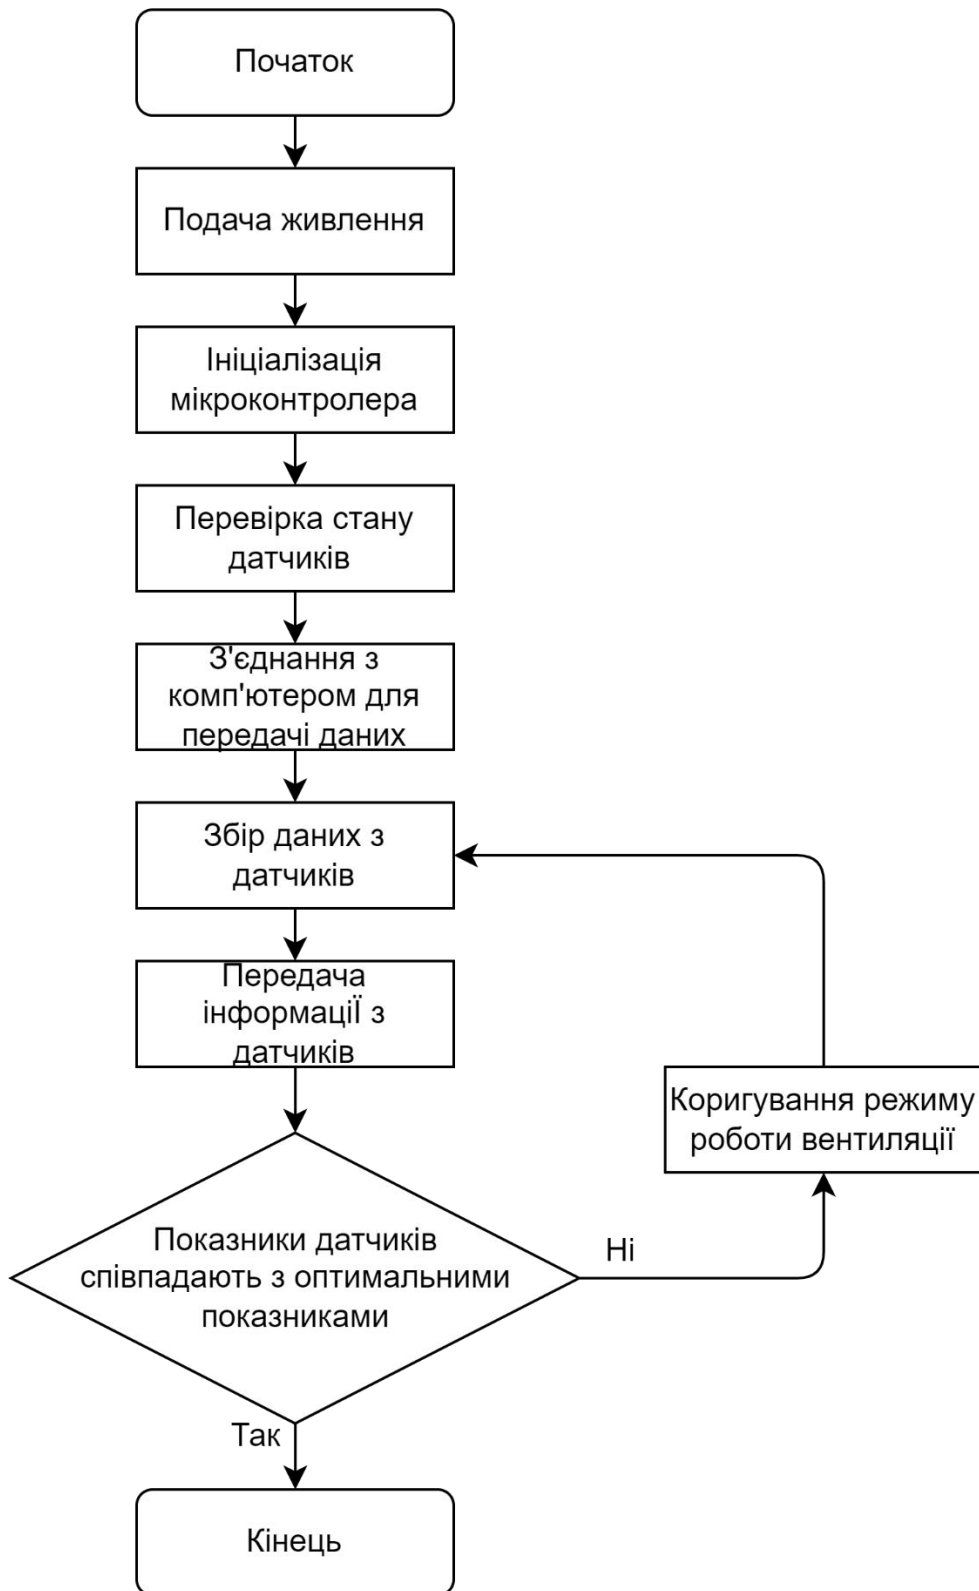 Початок
Подача живлення
Ініціалізація
мікроконтролера
Перевірка стану
датчиків
З'єднання з
комп'ютером для
передачі даних
Збір даних з
датчиків
Передача
інформаціЇ з
датчиків
Коригування режиму
роботи вентиляції
Показники датчиків
співпадають з оптимальними
показниками
Ні
Так
Кінець